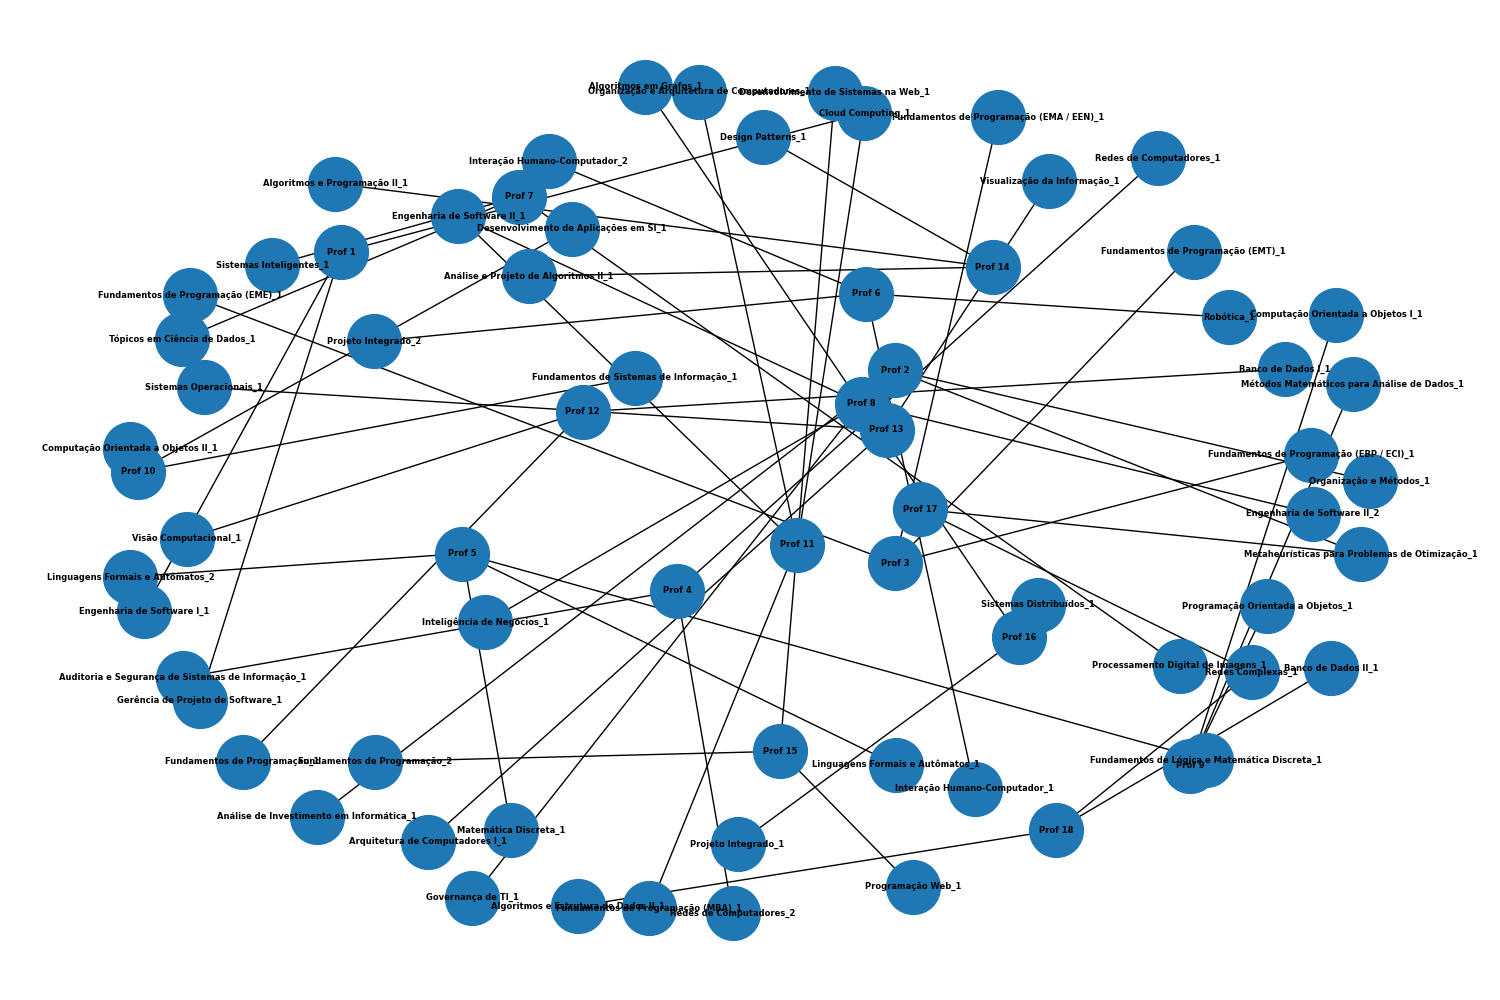 Algoritmos em Grafos_1
Organização e Arquitetura de Computadores_1
Desenvolvimento de Sistemas na Web_1
Cloud Computing_1
Fundamentos de Programação (EMA / EEN)_1
Design Patterns_1
Interação Humano-Computador_2
Redes de Computadores_1
Algoritmos e Programação II_1
Visualização da Informação_1
Prof 7
Engenharia de Software II_1
Desenvolvimento de Aplicações em SI_1
Prof 1
Fundamentos de Programação (EMT)_1
Sistemas Inteligentes_1
Análise e Projeto de Algoritmos II_1
Prof 14
Fundamentos de Programação (EME)_1
Prof 6
Robótica_1
Computação Orientada a Objetos I_1
Tópicos em Ciência de Dados_1
Projeto Integrado_2
Prof 2
Banco de Dados I_1
Fundamentos de Sistemas de Informação_1
Métodos Matemáticos para Análise de Dados_1
Sistemas Operacionais_1
Prof 12
Prof 8
Prof 13
Computação Orientada a Objetos II_1
Fundamentos de Programação (EBP / ECI)_1
Prof 10
Organização e Métodos_1
Prof 17
Engenharia de Software II_2
Visão Computacional_1
Prof 11
Prof 5
Metaheurísticas para Problemas de Otimização_1
Prof 3
Linguagens Formais e Autômatos_2
Prof 4
Sistemas Distribuídos_1
Programação Orientada a Objetos_1
Engenharia de Software I_1
Inteligência de Negócios_1
Prof 16
Processamento Digital de Imagens_1
Redes Complexas_1
Banco de Dados II_1
Auditoria e Segurança de Sistemas de Informação_1
Gerência de Projeto de Software_1
Prof 15
Fundamentos de Programação_1
Fundamentos de Programação_2
Linguagens Formais e Autômatos_1
Fundamentos de Lógica e Matemática Discreta_1
Prof 9
Interação Humano-Computador_1
Análise de Investimento em Informática_1
Matemática Discreta_1
Prof 18
Arquitetura de Computadores I_1
Projeto Integrado_1
Programação Web_1
Governança de TI_1
Algoritmos e Estrutura de Dados II_1
Fundamentos de Programação (MBA)_1
Redes de Computadores_2